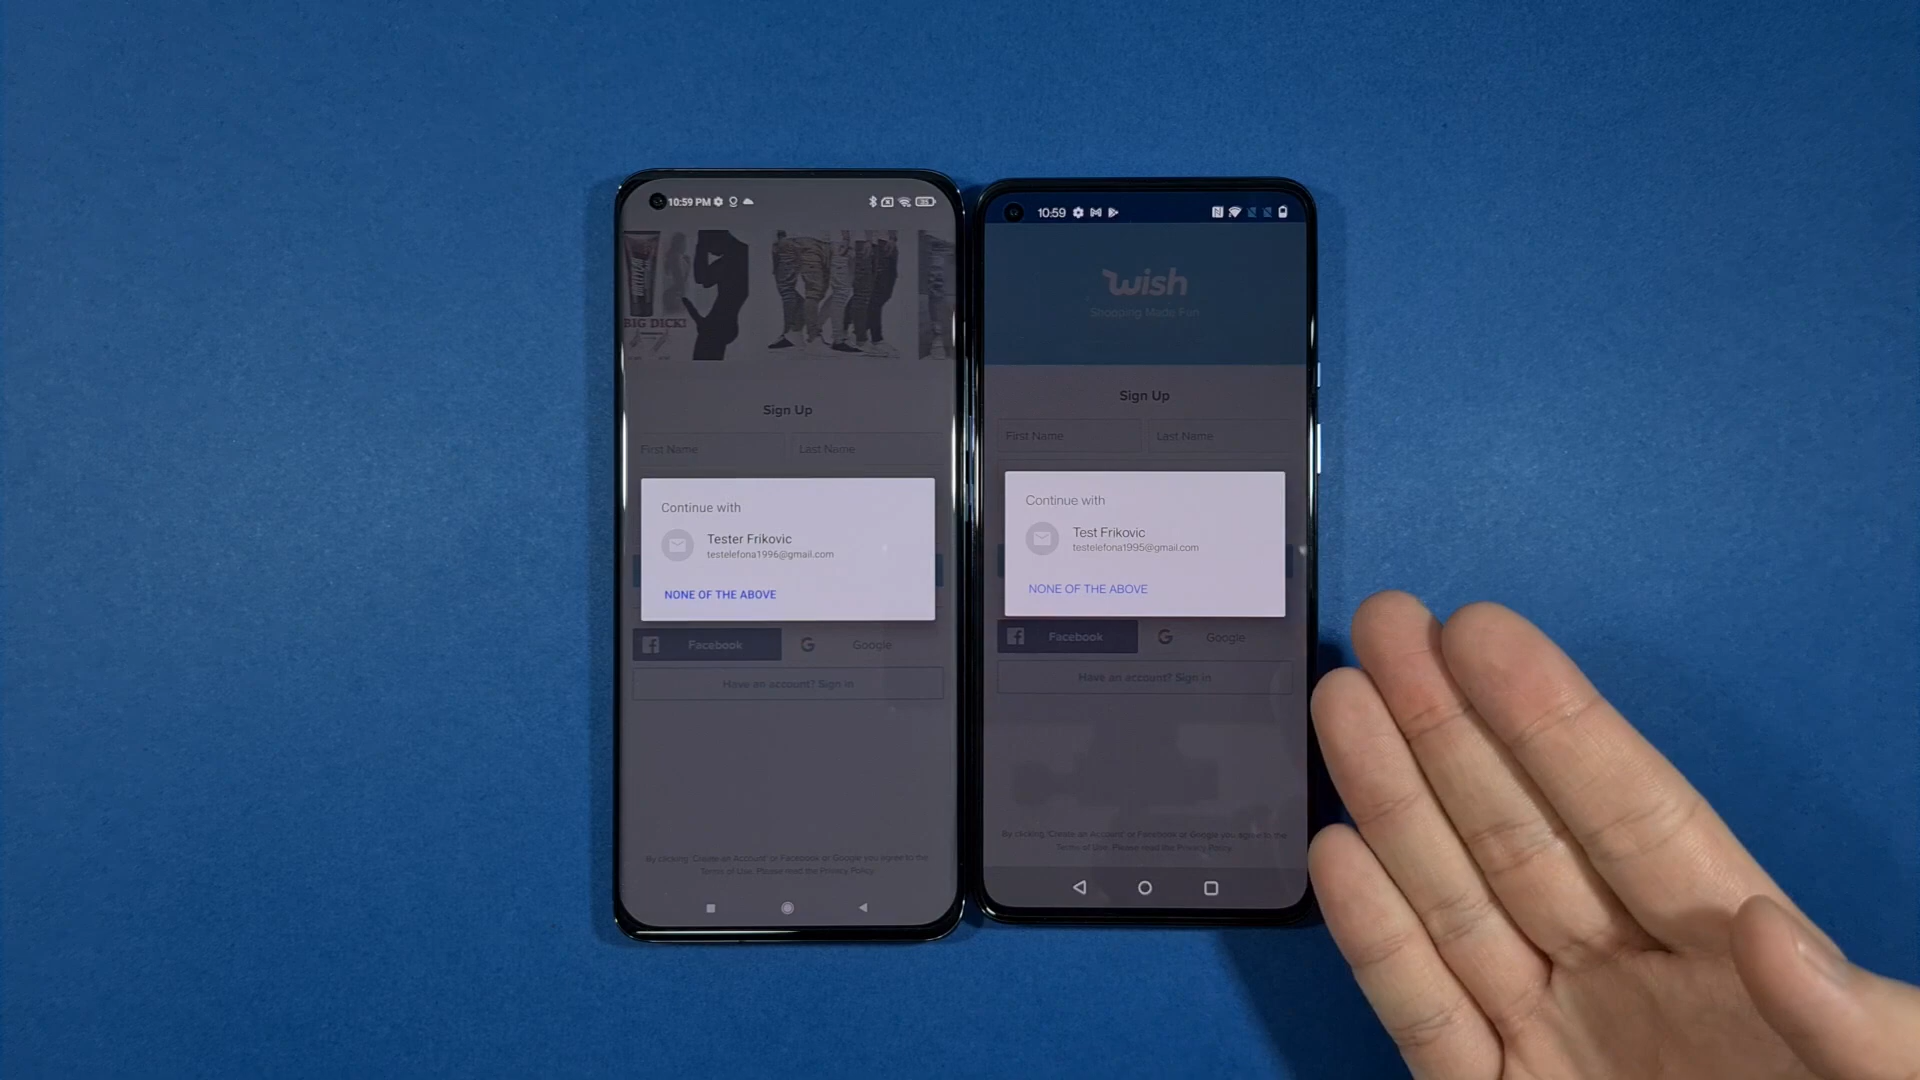 10:59 PM
33
BIG DICK!
Sign Up
First Name
Last Name
Continue with
Tester Frikovic
testelefona1996@gmail.com
NONE OF THE ABOVE
Facebook
G
Google
Have an account? Sign in
By clicking 'Create an Account' or Facebook or Google you agree to the
Terms of Use. Please read the Privacy Policy.
10:59
wish
Shopping Made Fun
Sign Up
First Name
Last Name
Continue with
Test Frikovic
testelefona1995@gmail.com
NONE OF THE ABOVE
Facebook
G
Google
Have an account? Sign in
By clicking 'Create an Account' or Facebook or Google you agree to the
Terms of Use. Please read the Privacy Policy.